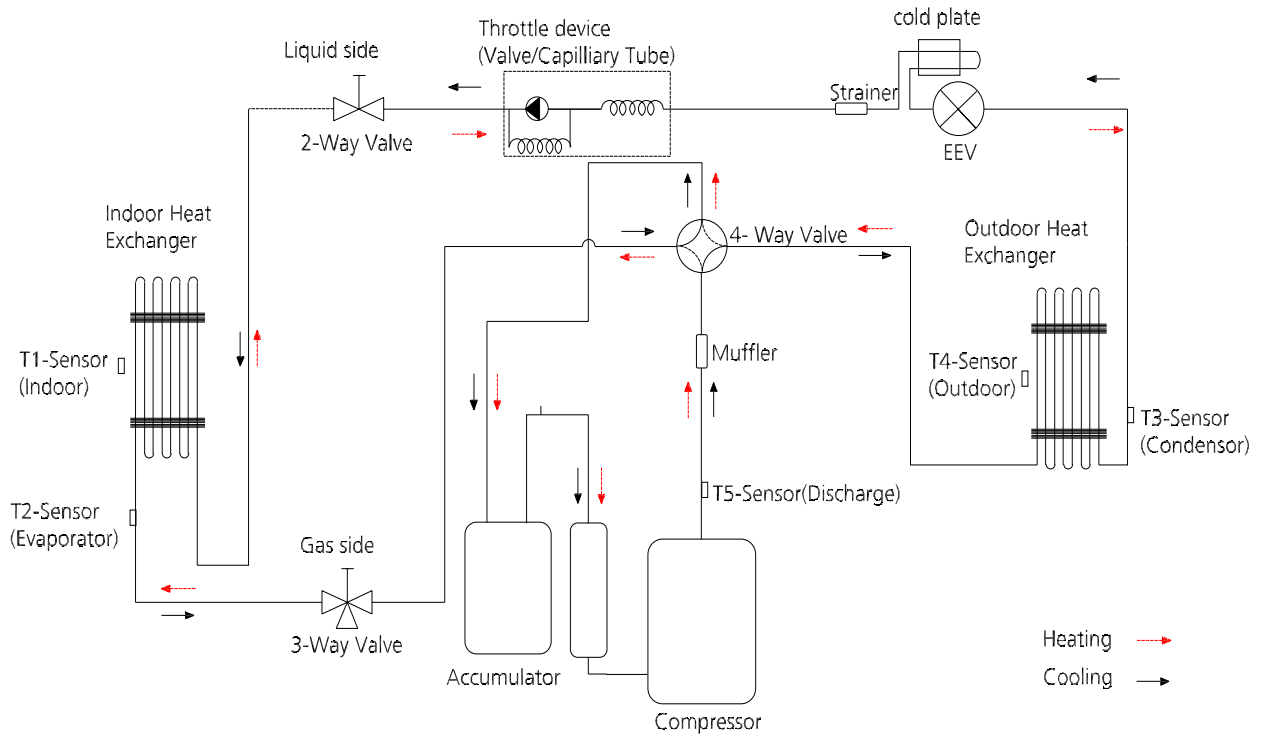 cold plate
Throttle device
(Valve/Capilliary Tube)
Liquid side
Strainer
2-Way Valve
EEV
Indoor Heat
Exchanger
4- Way Valve
Outdoor Heat
Exchanger
T1-Sensor
(Indoor)
Muffler
T4-Sensor
(Outdoor)
T3-Sensor
(Condensor)
T2-Sensor
(Evaporator)
T5-Sensor(Discharge)
Gas side
3-Way Valve
Accumulator
Compressor
Heating
Cooling